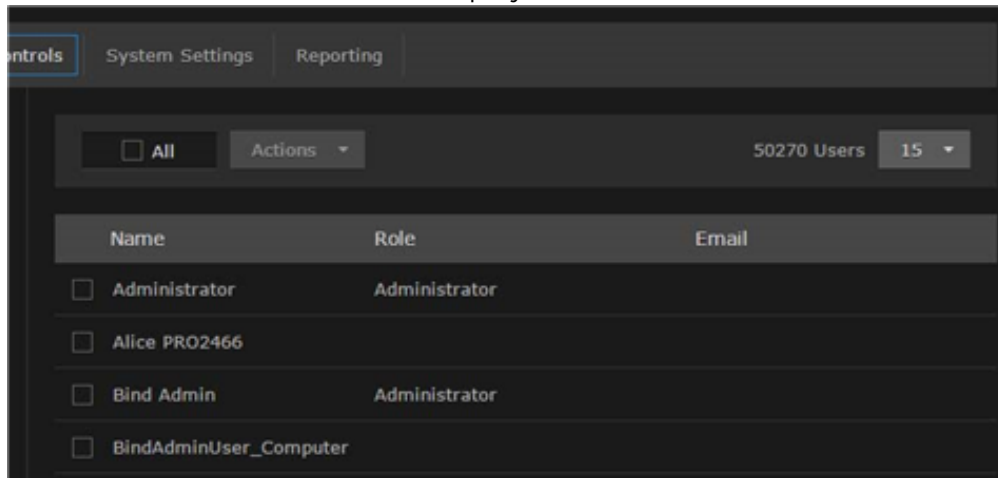 ontrols System Settings Reporting
All Actions 50270 Users 15
Name Role Email
Administrator Administrator
Alice PRO2466
Bind Admin Administrator
BindAdminUser_Computer